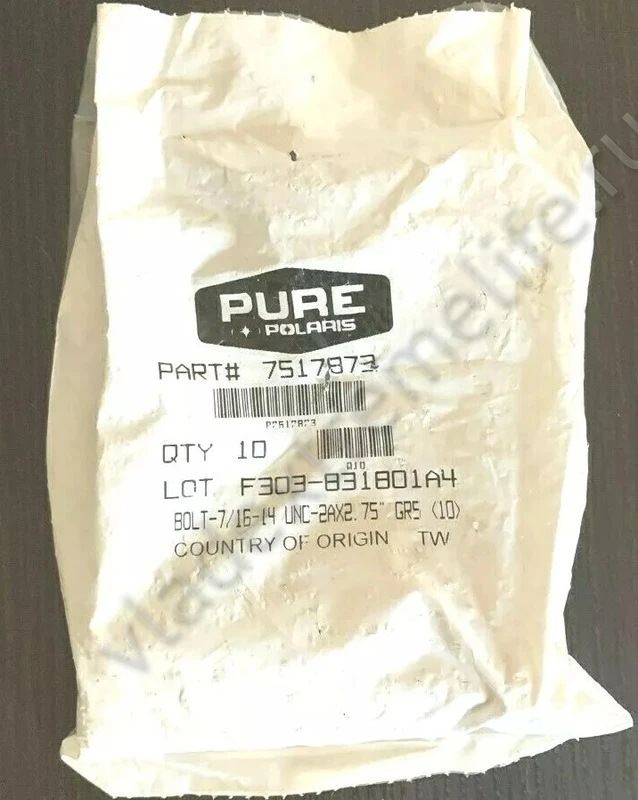 PURE
POLARIS
PART# 7517873
P7517873
QTY 10
Q10
LOT F303-831801A4
BOLT-7/16-14 UNC-2AX2.75" GR5 (10)
COUNTRY OF ORIGIN TW